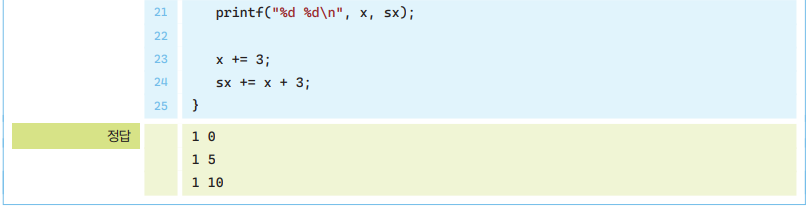 21 printf("%d %d\n", x, sx);
22
23 x += 3;
24 sx += x + 3;
25 }
정답
1 0
1 5
1 10